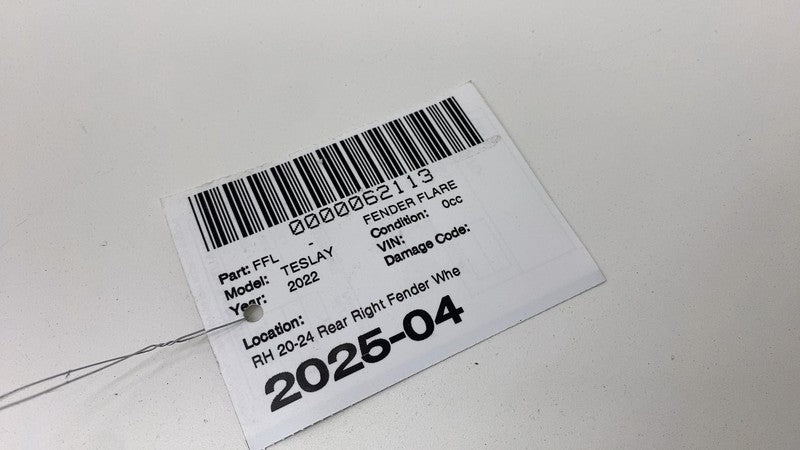 0000062113
Part: FFL - FENDER FLARE
Model: TESLAY Condition: 0cc
Year: 2022 VIN:
Damage Code:
Location:
RH 20-24 Rear Right Fender Whe
2025-04